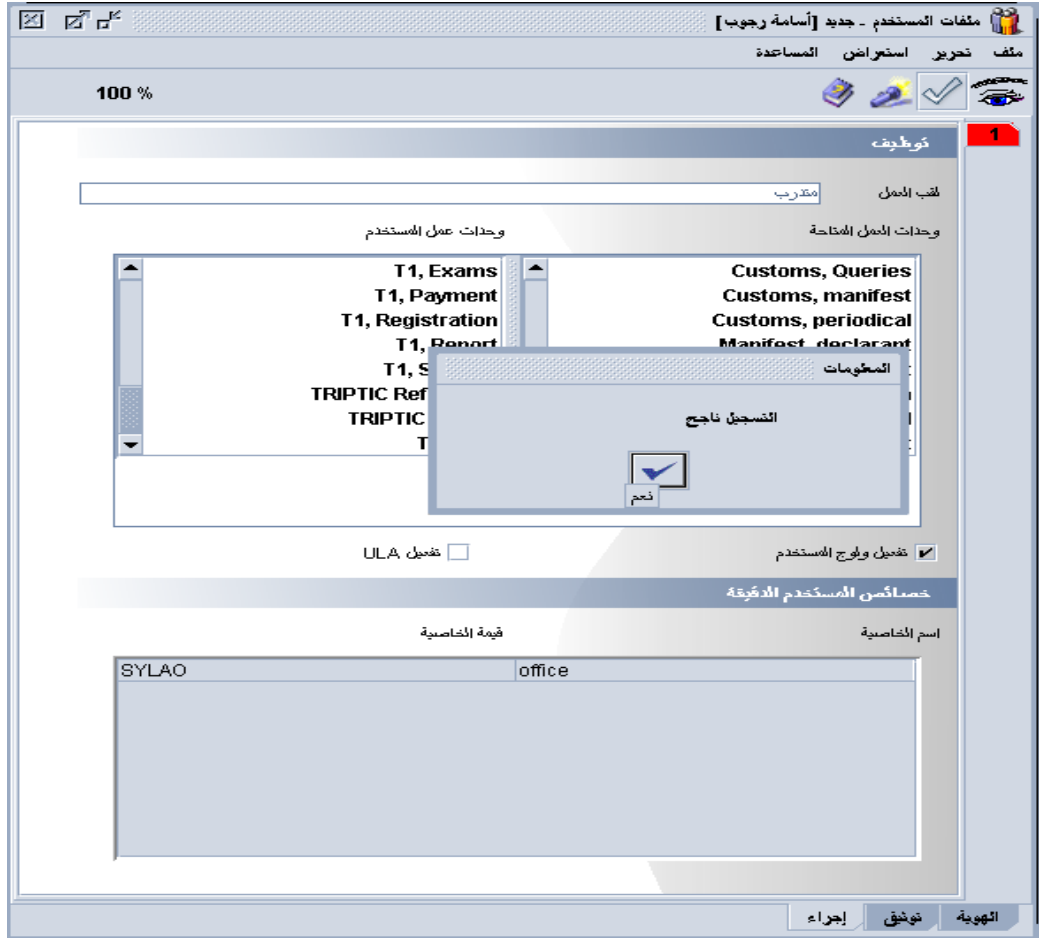 ملفات المستخدم - جديد [أسامة رجوب]
ملف تحرير استعراض المساعدة
100 %
1
توظيف
لقب العمل متدرب
وحدات العمل المتاحة وحدات عمل المستخدم
Customs, Queries
Customs, manifest
Customs, periodical
Manifest, declarant
T1, Exams
T1, Payment
T1, Registration
T1, Report
T1, S
TRIPTIC Ref
TRIPTIC
T
المعلومات
التسجيل ناجح
نعم
تفعيل ولوج المستخدم تفعيل ULA
خصائص المستخدم الدقيقة
اسم الخاصية قيمة الخاصية
SYLAO office
الهوية توثيق إجراء